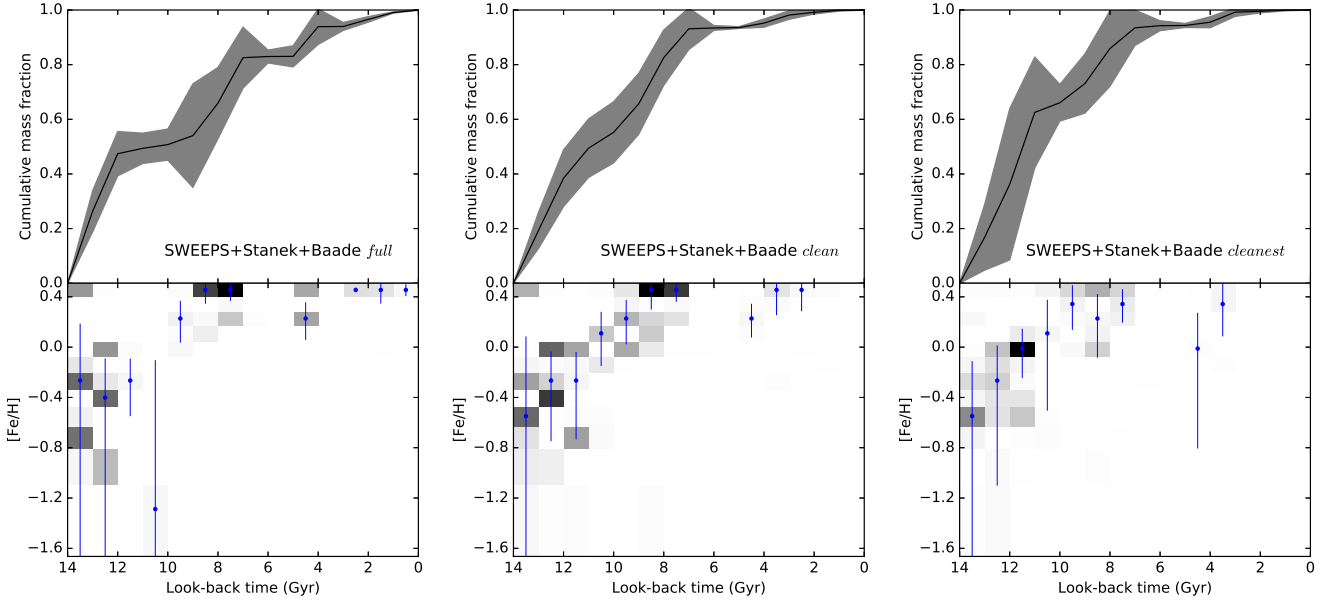 1.0
0.8
0.6
0.4
0.2
0.0
Cumulative mass fraction
SWEEPS+Stanek+Baade full
0.4
0.0
−0.4
−0.8
−1.2
−1.6
[Fe/H]
14 12 10 8 6 4 2 0
Look-back time (Gyr)
1.0
0.8
0.6
0.4
0.2
0.0
Cumulative mass fraction
SWEEPS+Stanek+Baade clean
0.4
0.0
−0.4
−0.8
−1.2
−1.6
[Fe/H]
14 12 10 8 6 4 2 0
Look-back time (Gyr)
1.0
0.8
0.6
0.4
0.2
0.0
Cumulative mass fraction
SWEEPS+Stanek+Baade cleanest
0.4
0.0
−0.4
−0.8
−1.2
−1.6
[Fe/H]
14 12 10 8 6 4 2 0
Look-back time (Gyr)